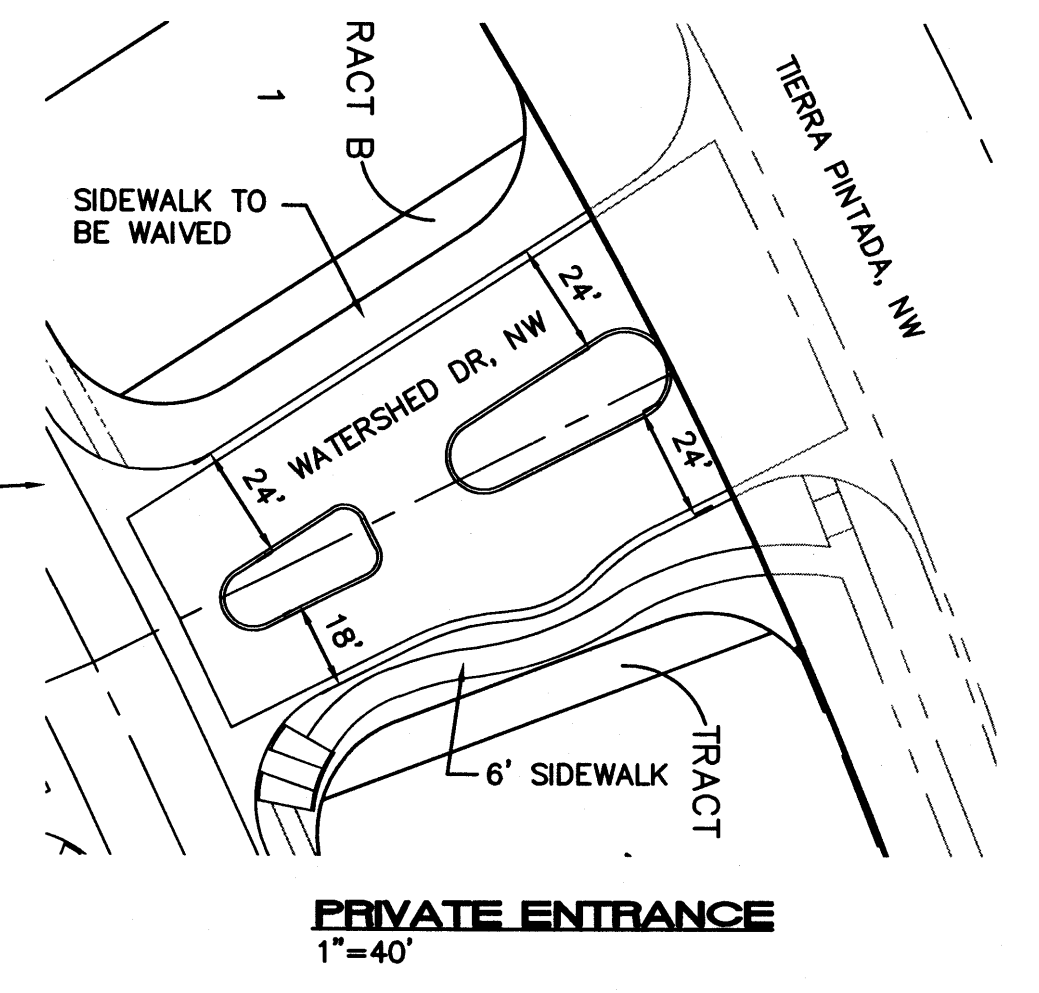 RACT B
1
TIERRA PINTADA, NW
SIDEWALK TO
BE WAIVED
24'
WATERSHED DR, NW
24'
24'
18'
6' SIDEWALK
TRACT
PRIVATE ENTRANCE
1"=40'